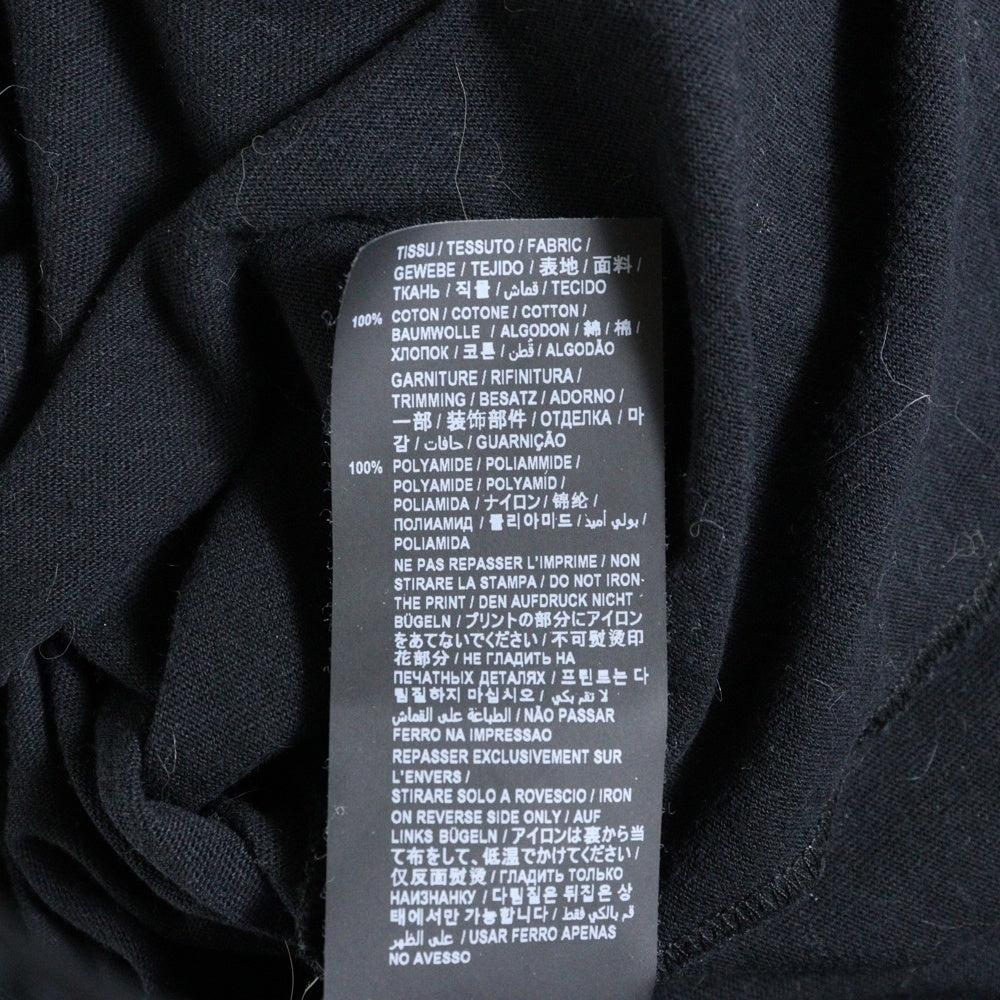 TISSU / TESSUTO / FABRIC /
GEWEBE / TEJIDO / 表地 / 面料 /
ТКАНЬ / 직물 / قماش / TECIDO
100% COTON / COTONE / COTTON /
BAUMWOLLE / ALGODON / 綿 / 棉 /
ХЛОПОК / 코튼 / قُطن / ALGODÃO
GARNITURE / RIFINITURA /
TRIMMING / BESATZ / ADORNO /
一部 / 装饰部件 / ОТДЕЛКА / 마
감 / حافات / GUARNIÇÃO
100% POLYAMIDE / POLIAMMIDE /
POLYAMIDE / POLYAMID /
POLIAMIDA / ナイロン / 锦纶 /
ПОЛИАМИД / 폴리아미드 / بولي أميد /
POLIAMIDA
NE PAS REPASSER L'IMPRIME / NON
STIRARE LA STAMPA / DO NOT IRON
THE PRINT / DEN AUFDRUCK NICHT
BÜGELN / プリントの部分にアイロン
をあてないでください / 不可熨烫印
花部分 / НЕ ГЛАДИТЬ НА
ПЕЧАТНЫХ ДЕТАЛЯХ / 프린트는 다
림질하지 마십시오 / لا تقم بكي
الطباعة على القماش / NÃO PASSAR
FERRO NA IMPRESSAO
REPASSER EXCLUSIVEMENT SUR
L'ENVERS /
STIRARE SOLO A ROVESCIO / IRON
ON REVERSE SIDE ONLY / AUF
LINKS BÜGELN / アイロンは裏から当
て布をして、低温でかけてください /
仅反面熨烫 / ГЛАДИТЬ ТОЛЬКО
НАИЗНАНКУ / 다림질은 뒤집은 상
태에서만 가능합니다 / قم بالكي فقط
على الظهر / USAR FERRO APENAS
NO AVESSO